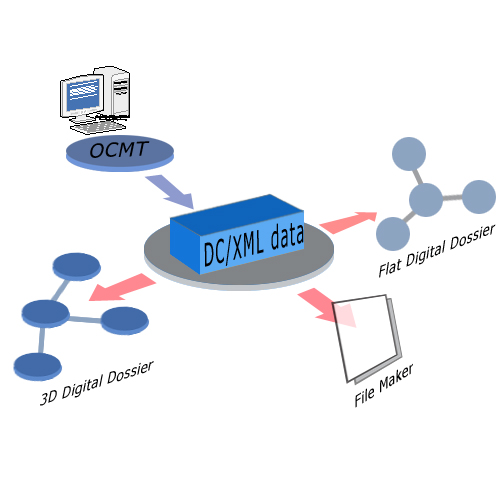 OCMT
DC/XML data
Flat Digital Dossier
3D Digital Dossier
File Maker